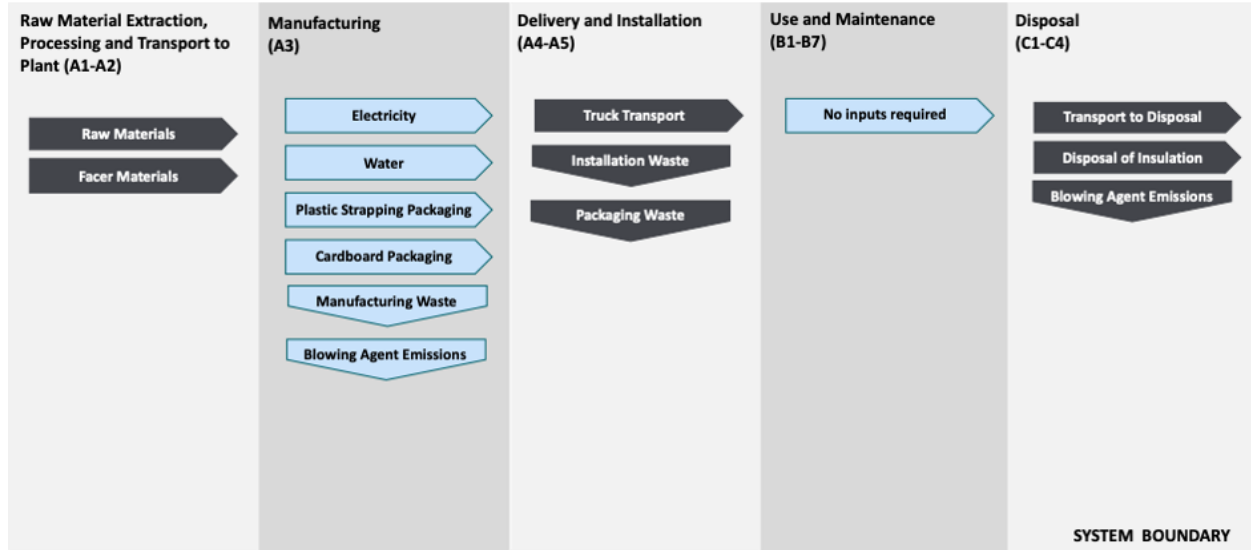 Raw Material Extraction,
Processing and Transport to
Plant (A1-A2)
Raw Materials
Facer Materials
Manufacturing
(A3)
Electricity
Water
Plastic Strapping Packaging
Cardboard Packaging
Manufacturing Waste
Blowing Agent Emissions
Delivery and Installation
(A4-A5)
Truck Transport
Installation Waste
Packaging Waste
Use and Maintenance
(B1-B7)
No inputs required
Disposal
(C1-C4)
Transport to Disposal
Disposal of Insulation
Blowing Agent Emissions
SYSTEM BOUNDARY